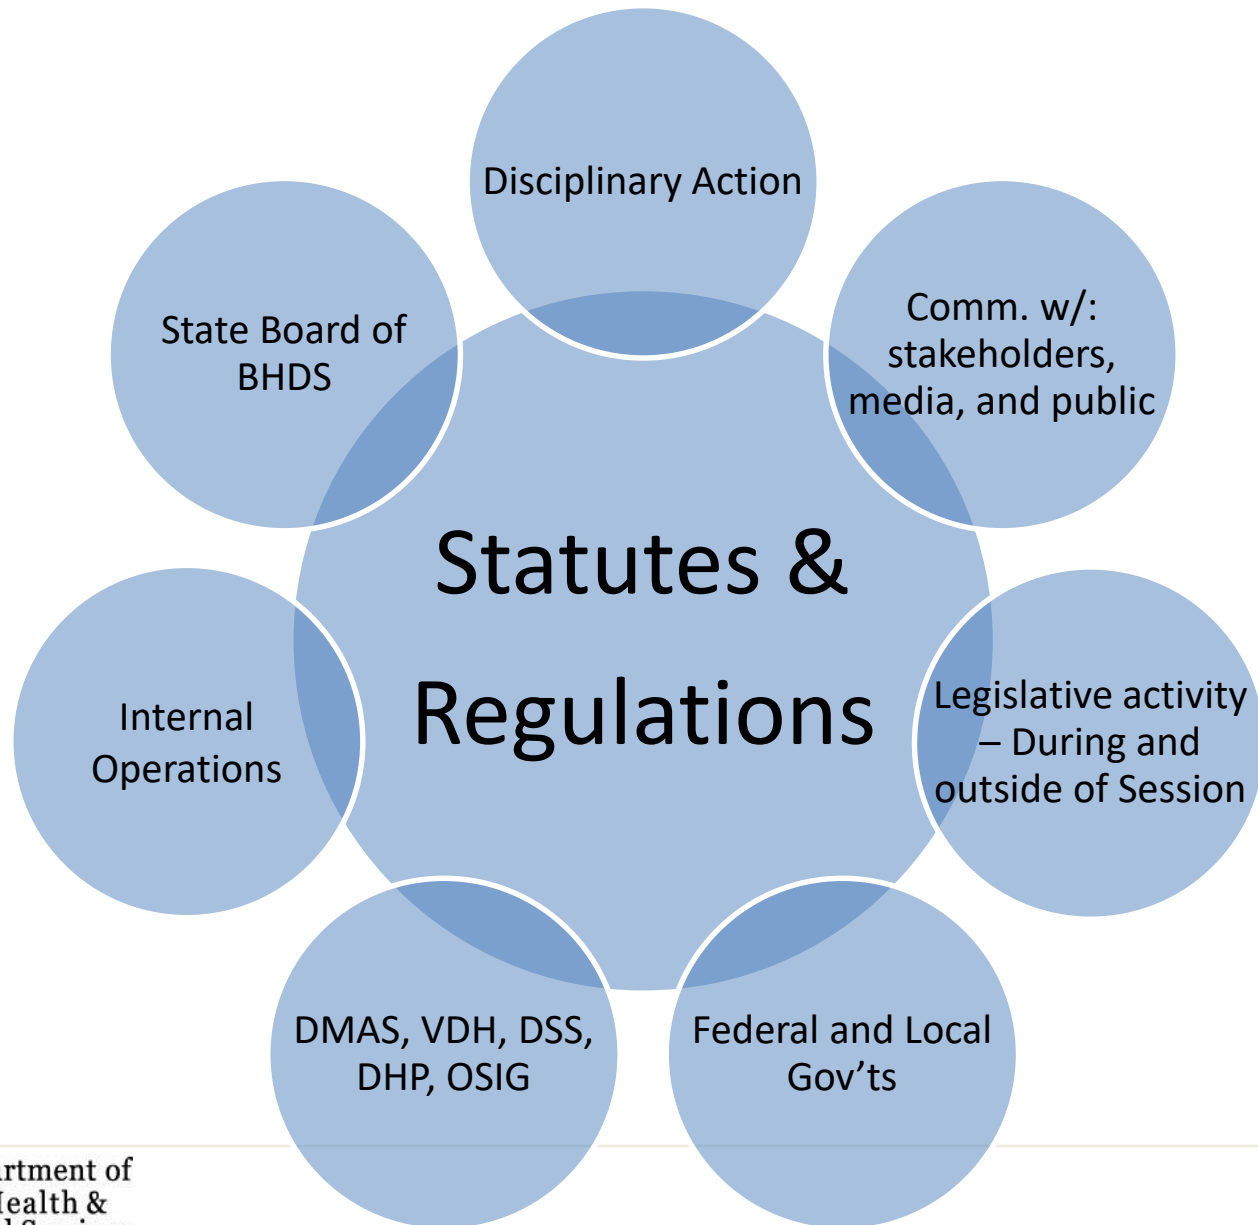 Disciplinary Action
Comm. w/:
stakeholders,
media, and public
State Board of
BHDS
Statutes &
Regulations
Legislative activity
– During and
outside of Session
Internal
Operations
DMAS, VDH, DSS,
DHP, OSIG
Federal and Local
Gov’ts
of
&